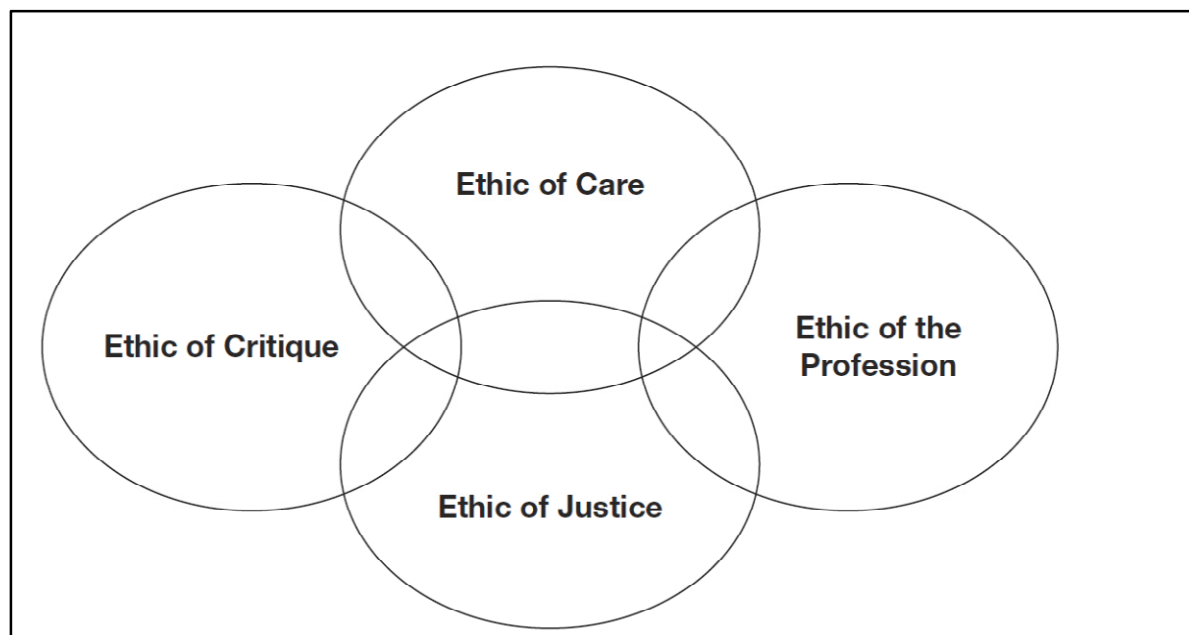 Ethic of Care
Ethic of Critique
Ethic of the
Profession
Ethic of Justice